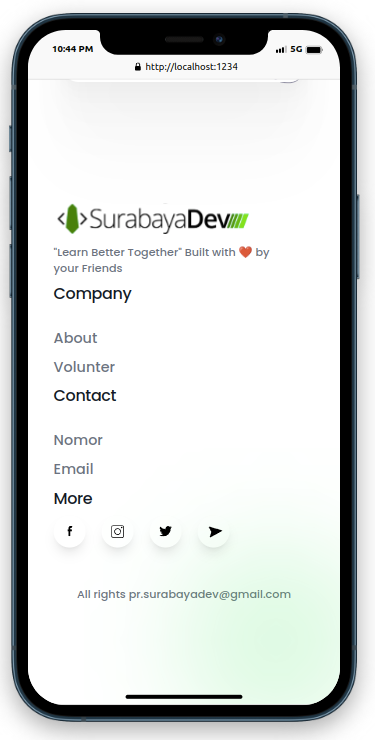 10:44 PM
5G
http://localhost:1234
<SurabayaDev
"Learn Better Together" Built with ❤️ by
your Friends
Company
About
Volunter
Contact
Nomor
Email
More
All rights pr.surabayadev@gmail.com